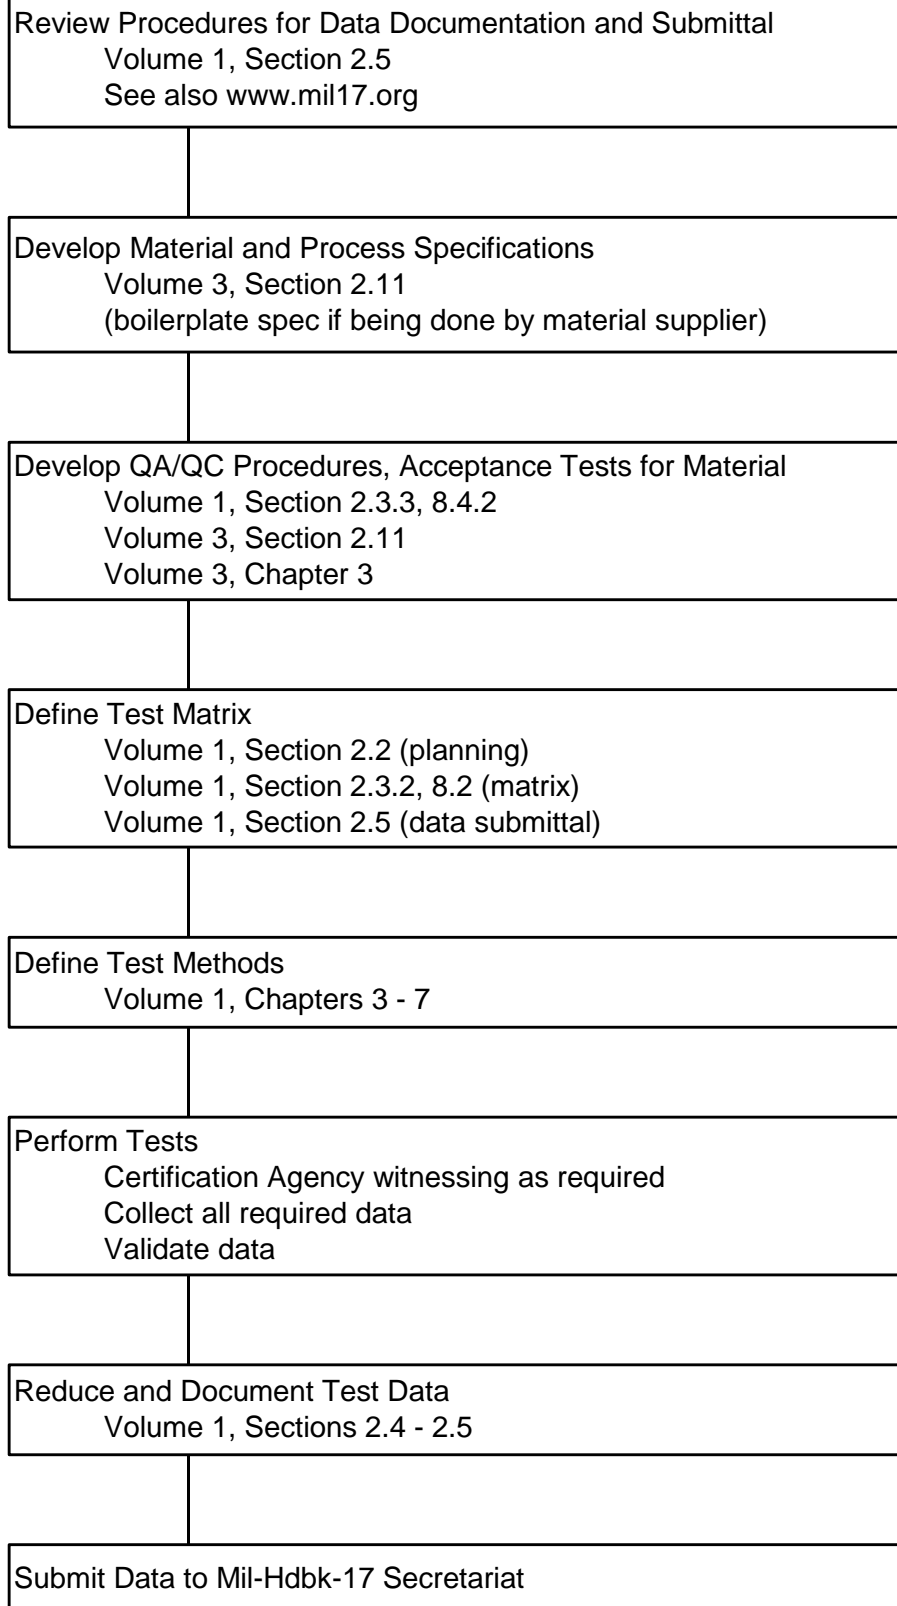 Review Procedures for Data Documentation and Submittal
Volume 1, Section 2.5
See also www.mil17.org
Develop Material and Process Specifications
Volume 3, Section 2.11
(boilerplate spec if being done by material supplier)
Develop QA/QC Procedures, Acceptance Tests for Material
Volume 1, Section 2.3.3, 8.4.2
Volume 3, Section 2.11
Volume 3, Chapter 3
Define Test Matrix
Volume 1, Section 2.2 (planning)
Volume 1, Section 2.3.2, 8.2 (matrix)
Volume 1, Section 2.5 (data submittal)
Define Test Methods
Volume 1, Chapters 3 - 7
Perform Tests
Certification Agency witnessing as required
Collect all required data
Validate data
Reduce and Document Test Data
Volume 1, Sections 2.4 - 2.5
Submit Data to Mil-Hdbk-17 Secretariat